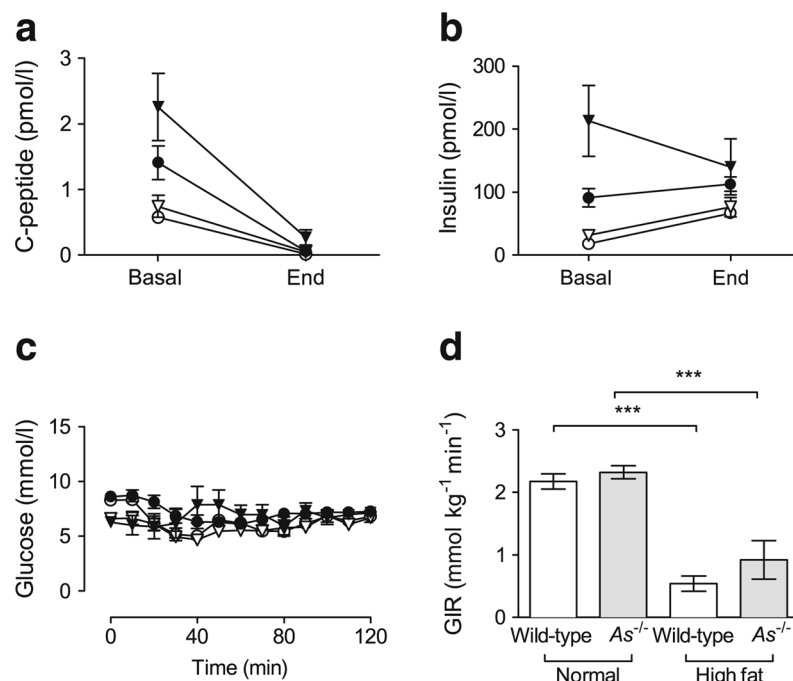 a
C-peptide (pmol/l)
3
2
1
0
Basal End
b
Insulin (pmol/l)
300
200
100
0
Basal End
c
Glucose (mmol/l)
15
10
5
0
0 40 80 120
Time (min)
d
GIR (mmol kg⁻¹ min⁻¹)
3
2
1
0
***
***
Wild-type As⁻/⁻ Wild-type As⁻/⁻
Normal High fat